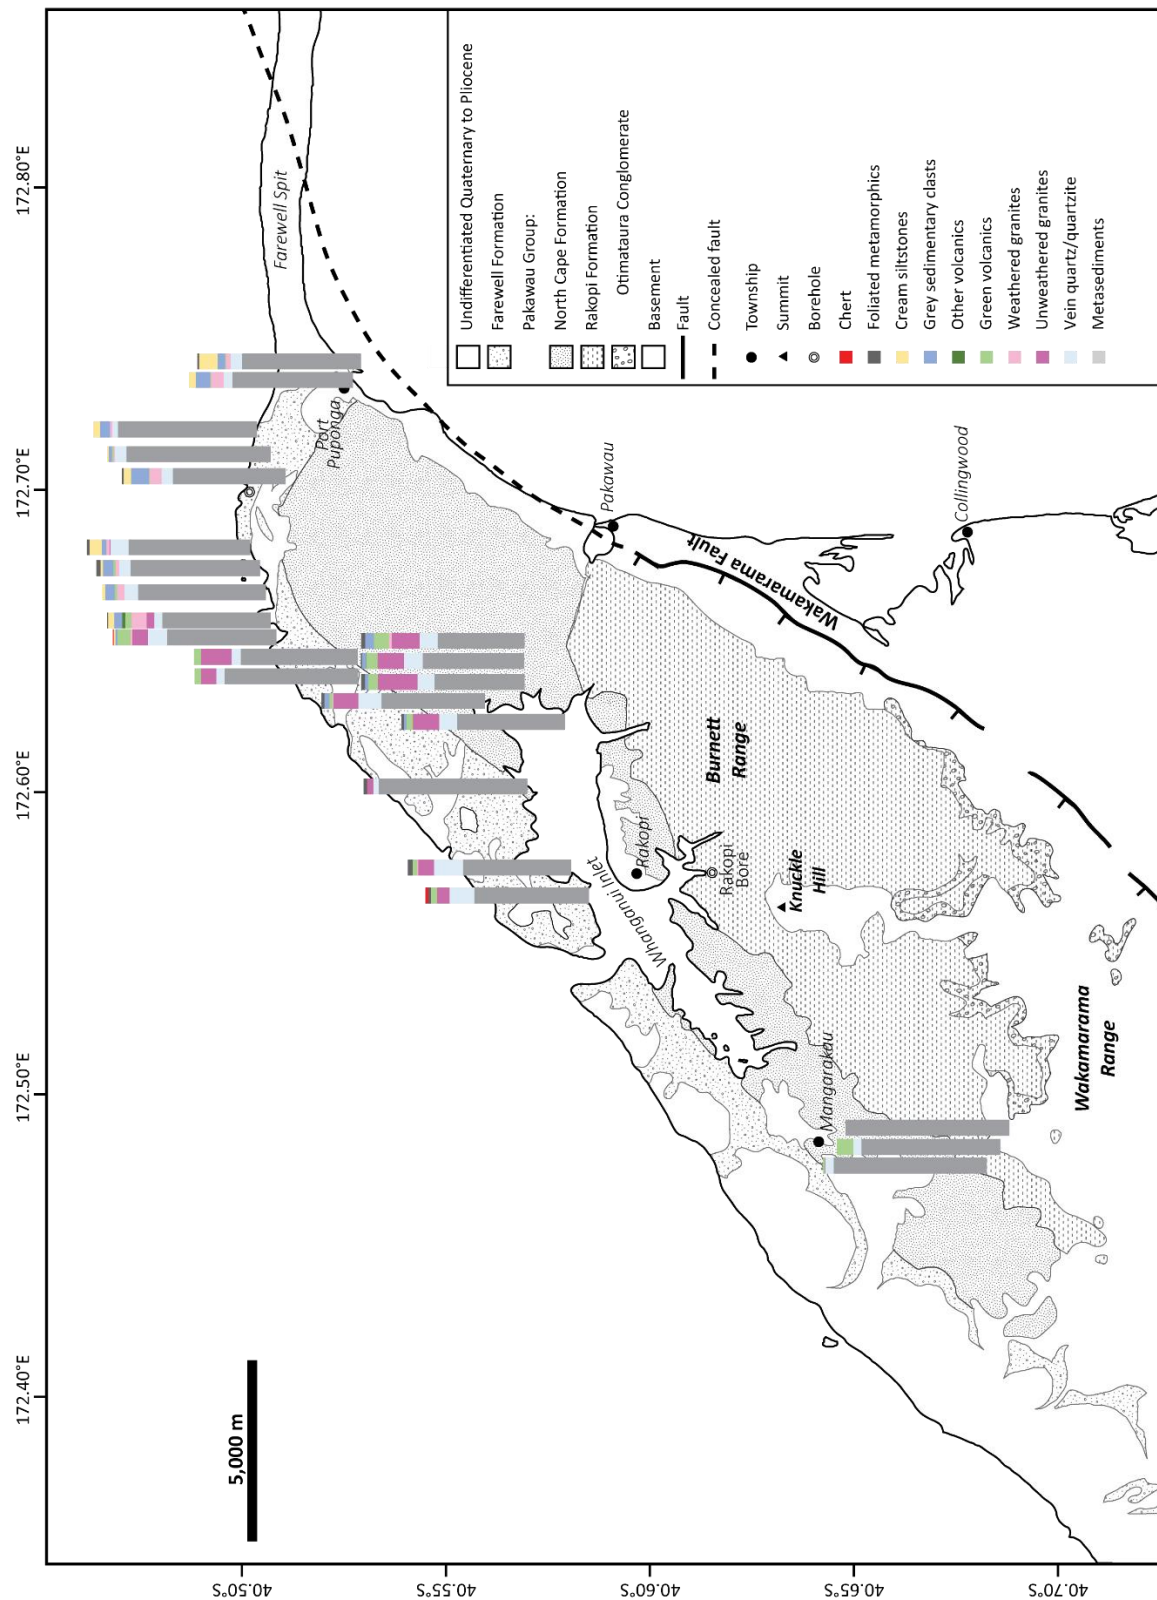 172.40°E
172.50°E
172.60°E
172.70°E
172.80°E
40.50°S
40.55°S
40.60°S
40.65°S
40.70°S
5,000 m
Farewell Spit
Port
Puponga
Pakawau
Wakamarama Fault
Collingwood
Burnett
Range
Rakopi
Rakopi
Bore
Whanganui Inlet
Knuckle
Hill
Mangarakau
Wakamarama
Range
Undifferentiated Quaternary to Pliocene
Farewell Formation
Pakawau Group:
North Cape Formation
Rakopi Formation
Otimataura Conglomerate
Basement
Fault
Concealed fault
Township
Summit
Borehole
Chert
Foliated metamorphics
Cream siltstones
Grey sedimentary clasts
Other volcanics
Green volcanics
Weathered granites
Unweathered granites
Vein quartz/quartzite
Metasediments